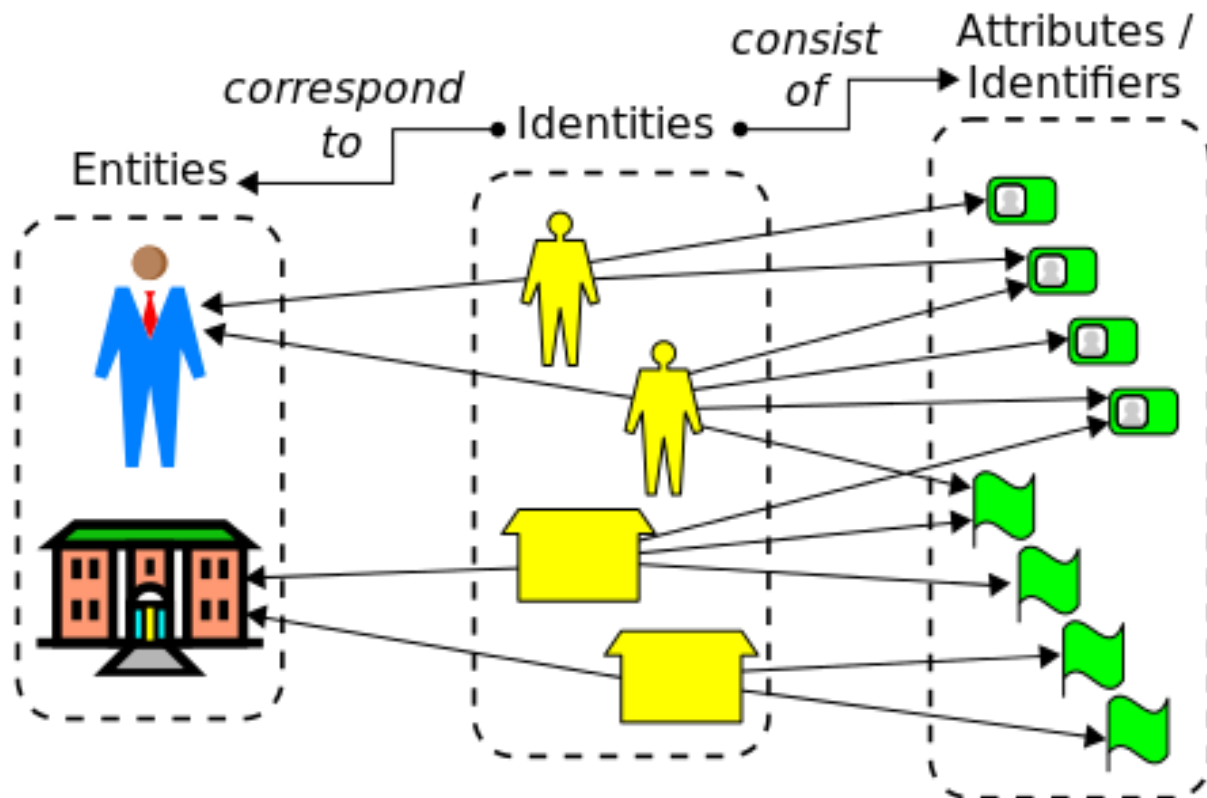 consist
of
Attributes /
Identifiers
correspond
to
Identities
Entities